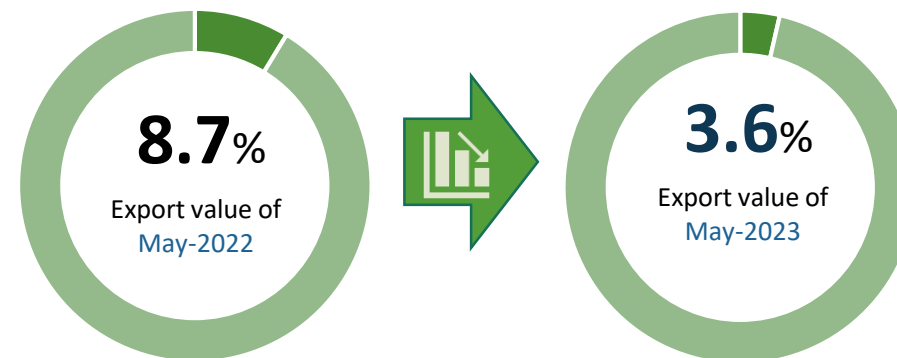 8.7%
Export value of
May-2022
3.6%
Export value of
May-2023